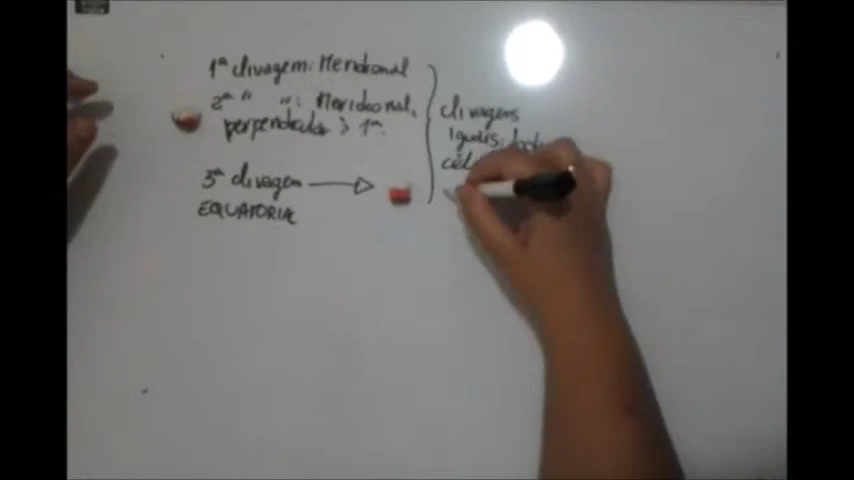 1ª clivagem: Meridional
2ª " ": Meridional,
perpendicular à 1ª.
3ª clivagem
EQUATORIAL
clivagens
iguais: